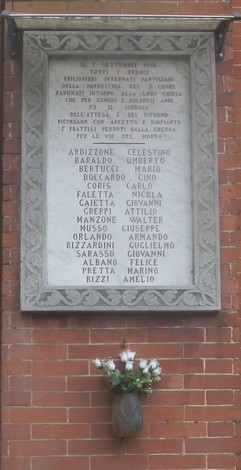 IL 1 SETTEMBRE 1946
TUTTI I REDUCI
PRIGIONIERI INTERNATI PARTIGIANI
DELLA PARROCCHIA DEL S. CUORE
RADUNATI INTORNO ALLA LORO CHIESA
CHE PER LUNGHI E DOLOROSI ANNI
FU IL SIMBOLO
DELL'ATTESA E DEL RITORNO
RICORDANO CON AFFETTO E RIMPIANTO
I FRATELLI PERDUTI DALLA GUERRA
PER LE VIE DEL MONDO
ARDIZZONE CELESTINO
BARALDO UMBERTO
BERTUCCI MARIO
BOCCARDO GINO
CORIS CARLO
FALETTA NICOLA
GAIETTA GIOVANNI
GREPPI ATTILIO
MANZONE WALTER
MUSSO GIUSEPPE
ORLANDO ARMANDO
RIZZARDINI GUGLIELMO
SARASSO GIOVANNI
ALBANO FELICE
PRETTA MARINO
RIZZI AMELIO